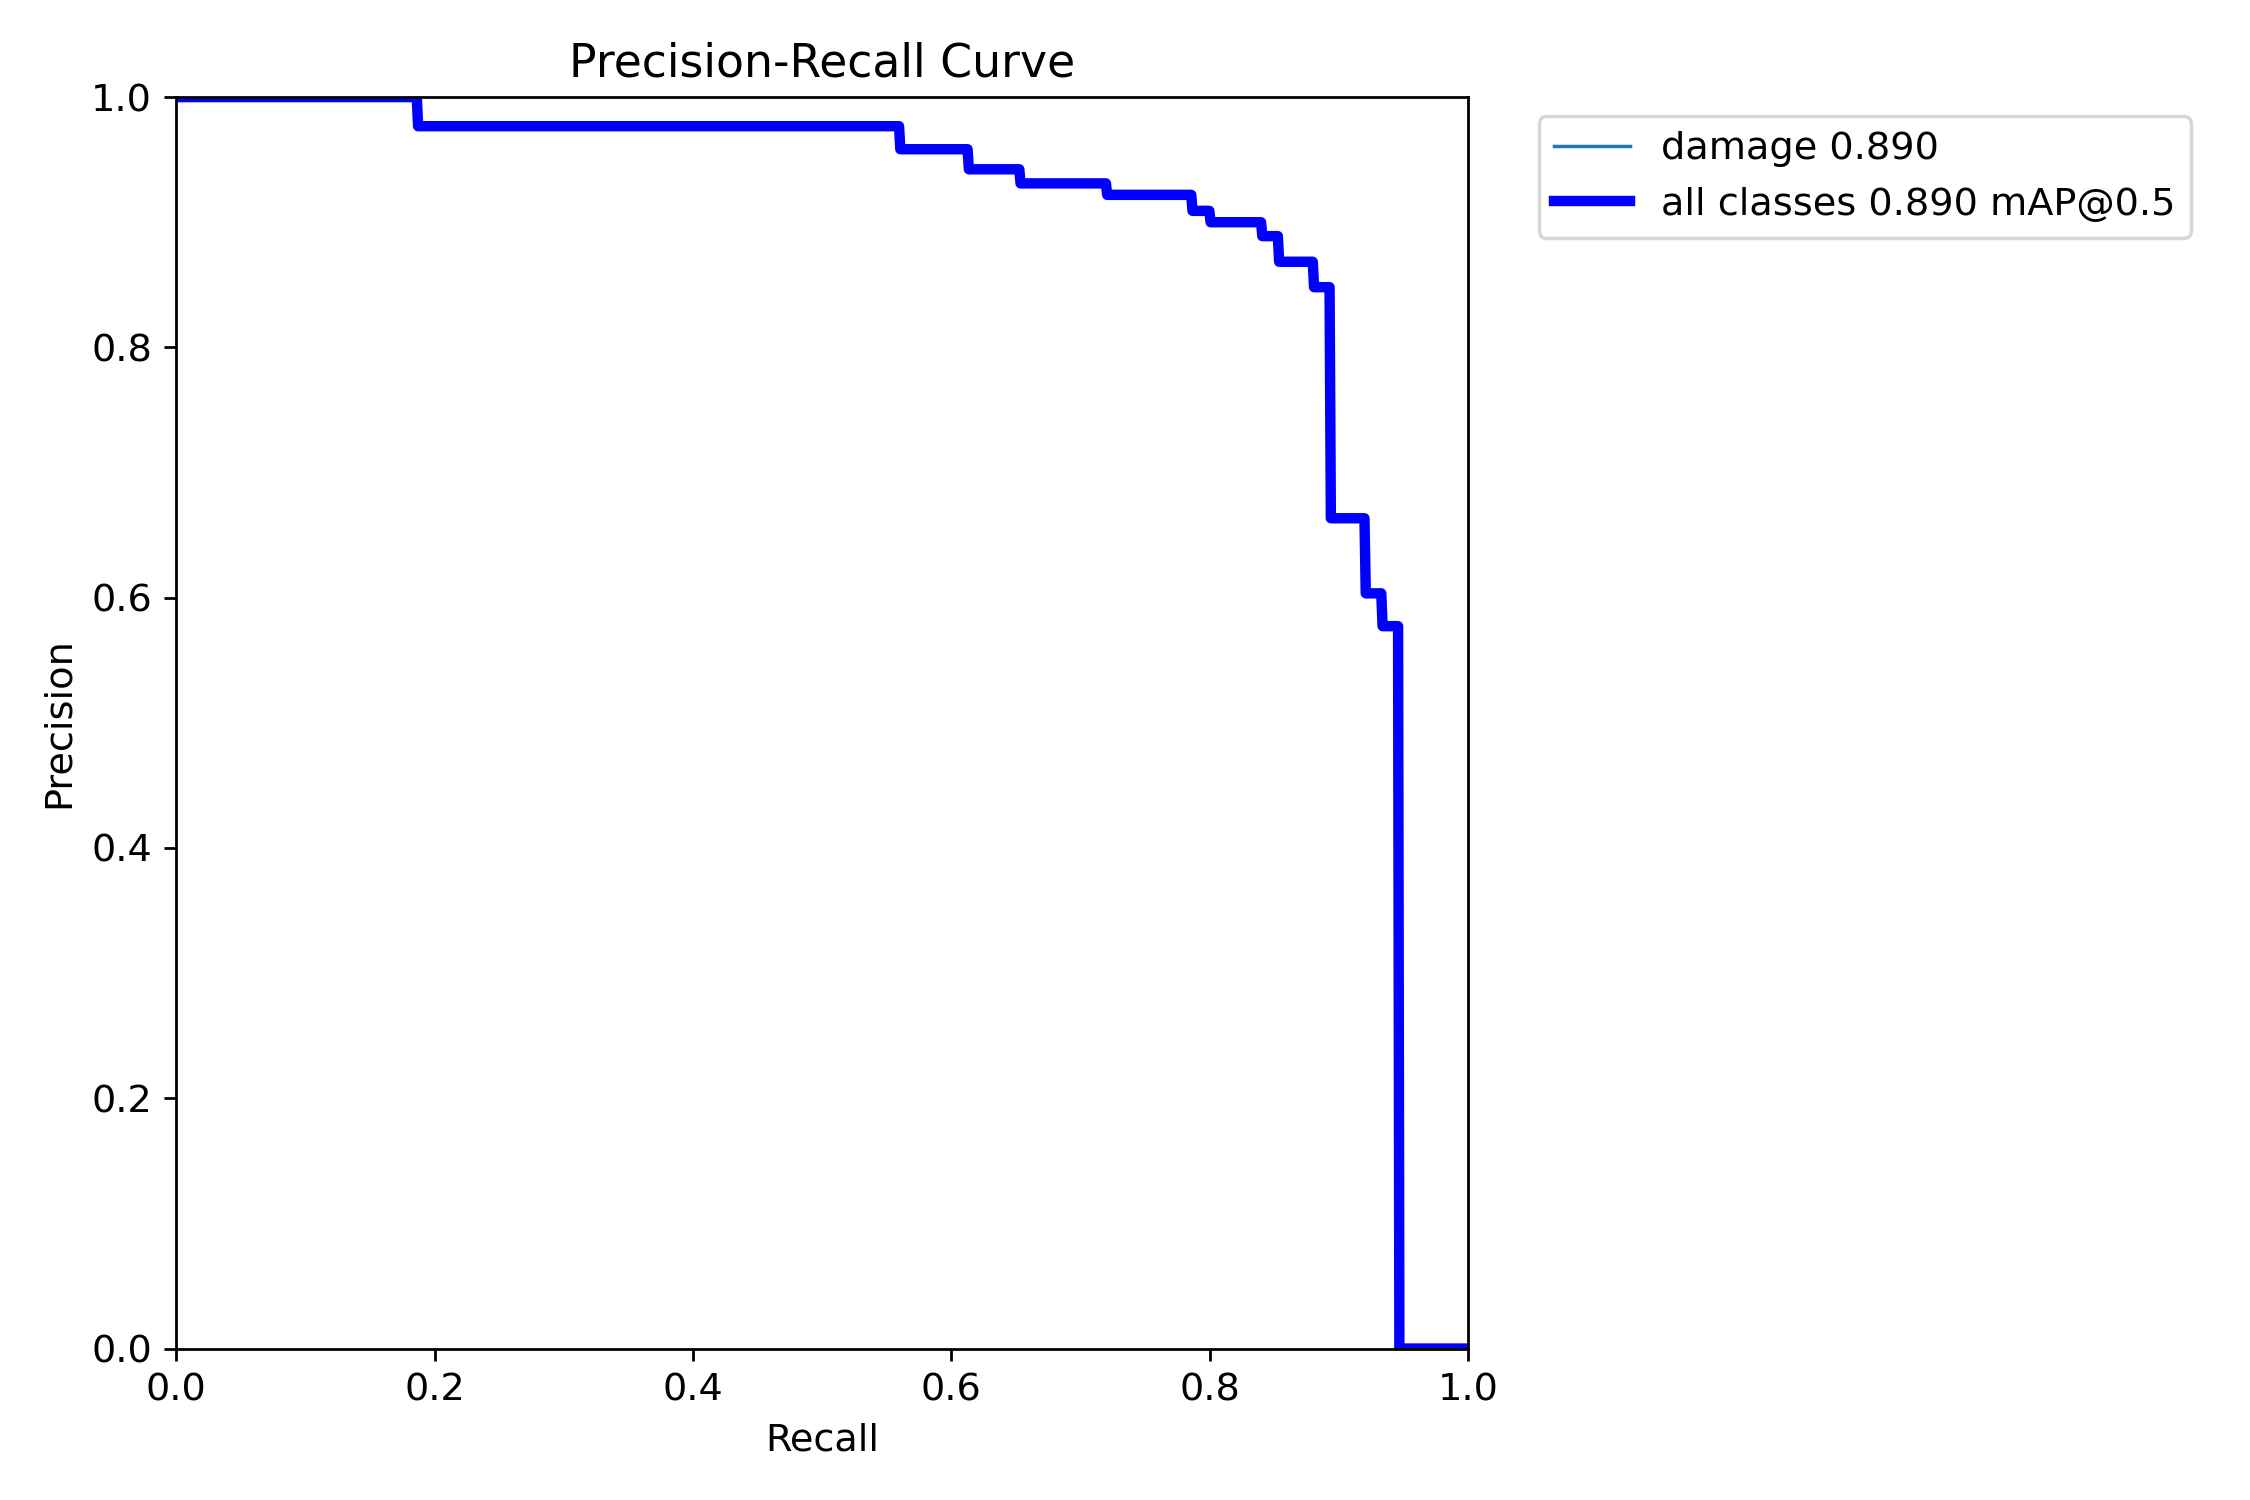 Precision-Recall Curve
damage 0.890
all classes 0.890 mAP@0.5
1.0
0.8
0.6
0.4
0.2
0.0
Precision
0.0 0.2 0.4 0.6 0.8 1.0
Recall